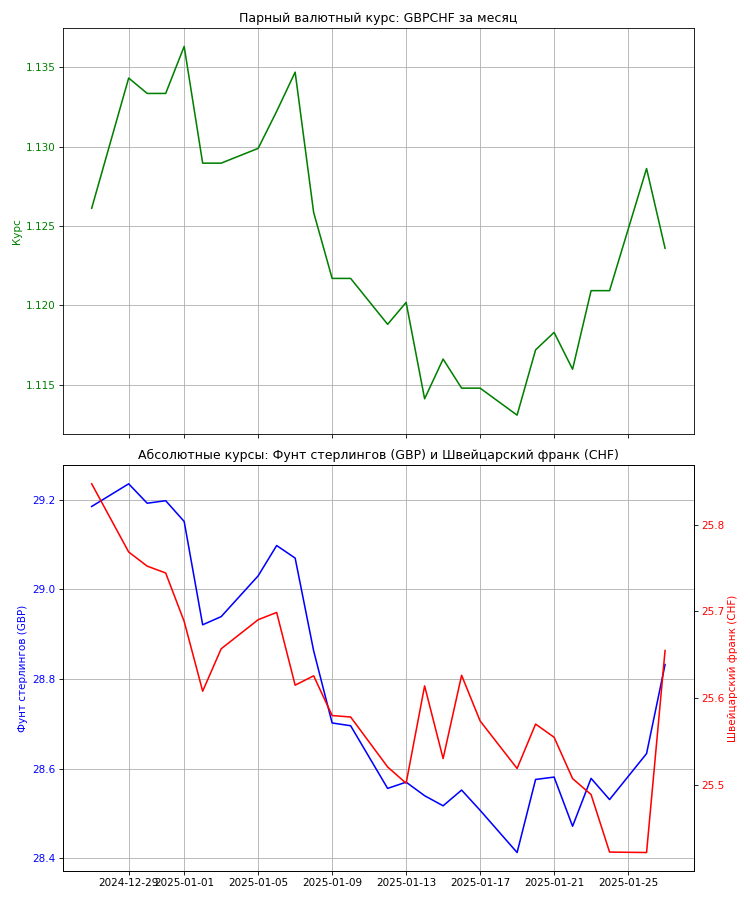 Парный валютный курс: GBPCHF за месяц
Курс
1.135
1.130
1.125
1.120
1.115
Абсолютные курсы: Фунт стерлингов (GBP) и Швейцарский франк (CHF)
Фунт стерлингов (GBP)
29.2
29.0
28.8
28.6
28.4
25.8
25.7
25.6
25.5
Швейцарский франк (CHF)
2024-12-29 2025-01-01 2025-01-05 2025-01-09 2025-01-13 2025-01-17 2025-01-21 2025-01-25